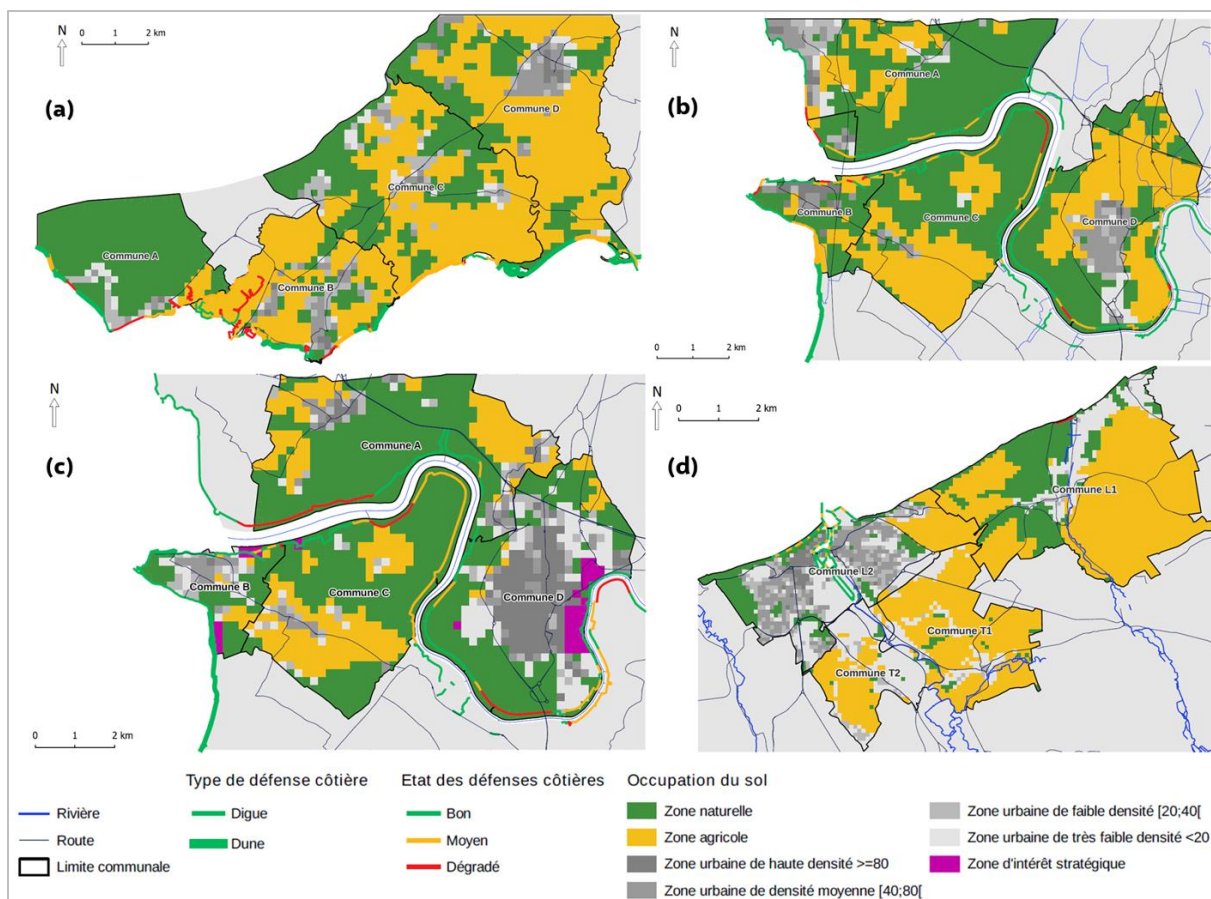 N
0 1 2 km
(a)
Commune A
Commune B
Commune C
Commune D
N
0 1 2 km
(b)
Commune A
Commune B
Commune C
Commune D
N
0 1 2 km
(c)
Commune A
Commune B
Commune C
Commune D
N
0 1 2 km
(d)
Commune L1
Commune L2
Commune T1
Commune T2
Rivière
Route
Limite communale
Type de défense côtière
Digue
Dune
Etat des défenses côtières
Bon
Moyen
Dégradé
Occupation du sol
Zone naturelle
Zone agricole
Zone urbaine de haute densité >=80
Zone urbaine de densité moyenne [40;80[
Zone urbaine de faible densité [20;40[
Zone urbaine de très faible densité <20
Zone d'intérêt stratégique